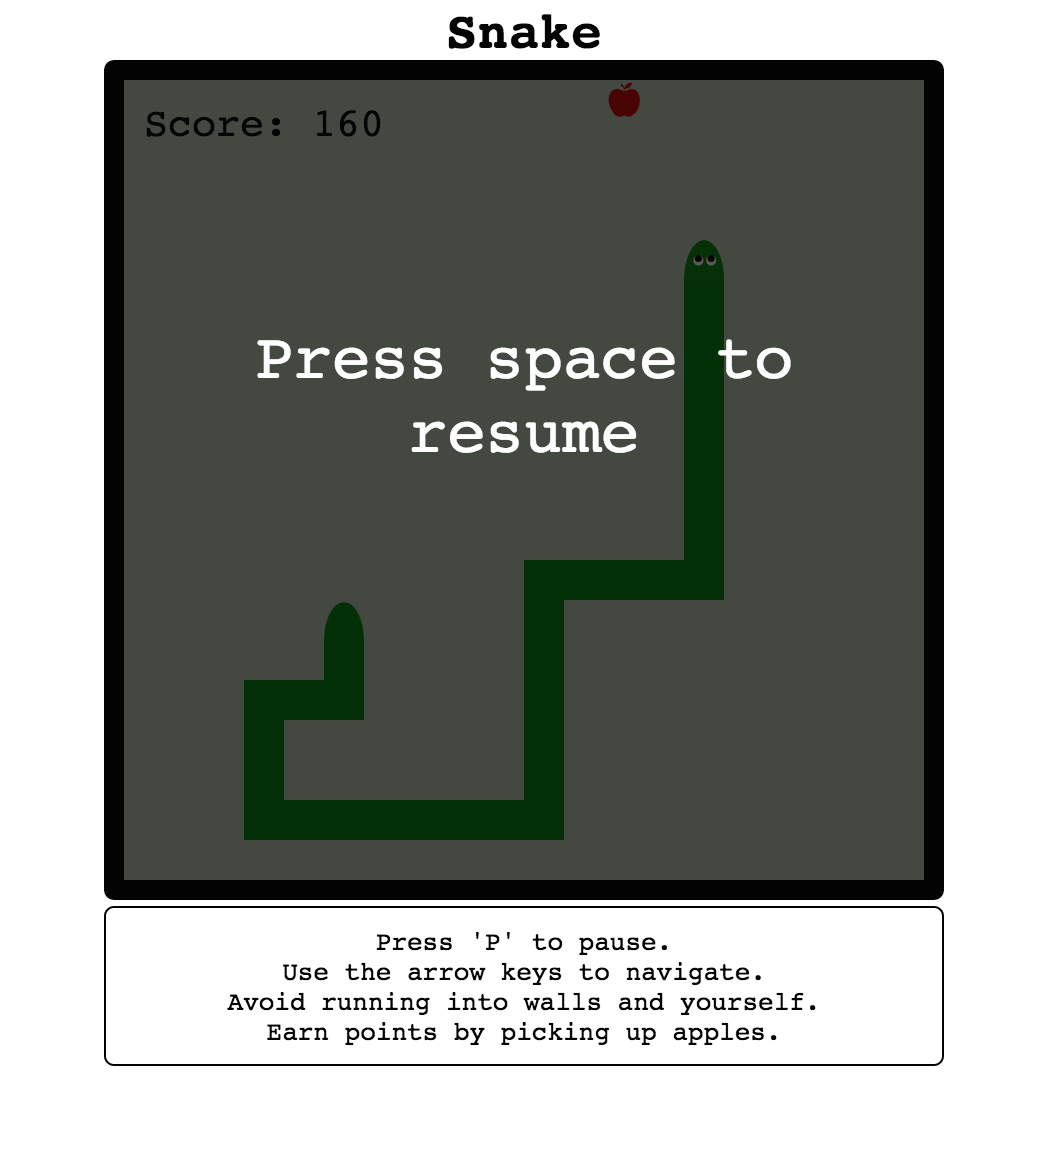 Snake
Score: 160
Press space to
resume
Press 'P' to pause.
Use the arrow keys to navigate.
Avoid running into walls and yourself.
Earn points by picking up apples.